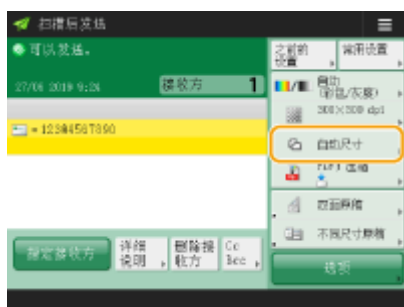 扫描后发送
可以发送。
之前的
设置
常用设置
27/06 2019 9:26
接收方 1
自动
(彩色/灰度)
300×300 dpi
=1234567890
自动尺寸
PDF 压缩
双面原稿
不同尺寸原稿
指定接收方
详细
说明
删除接
收方
Cc
Bcc
选项